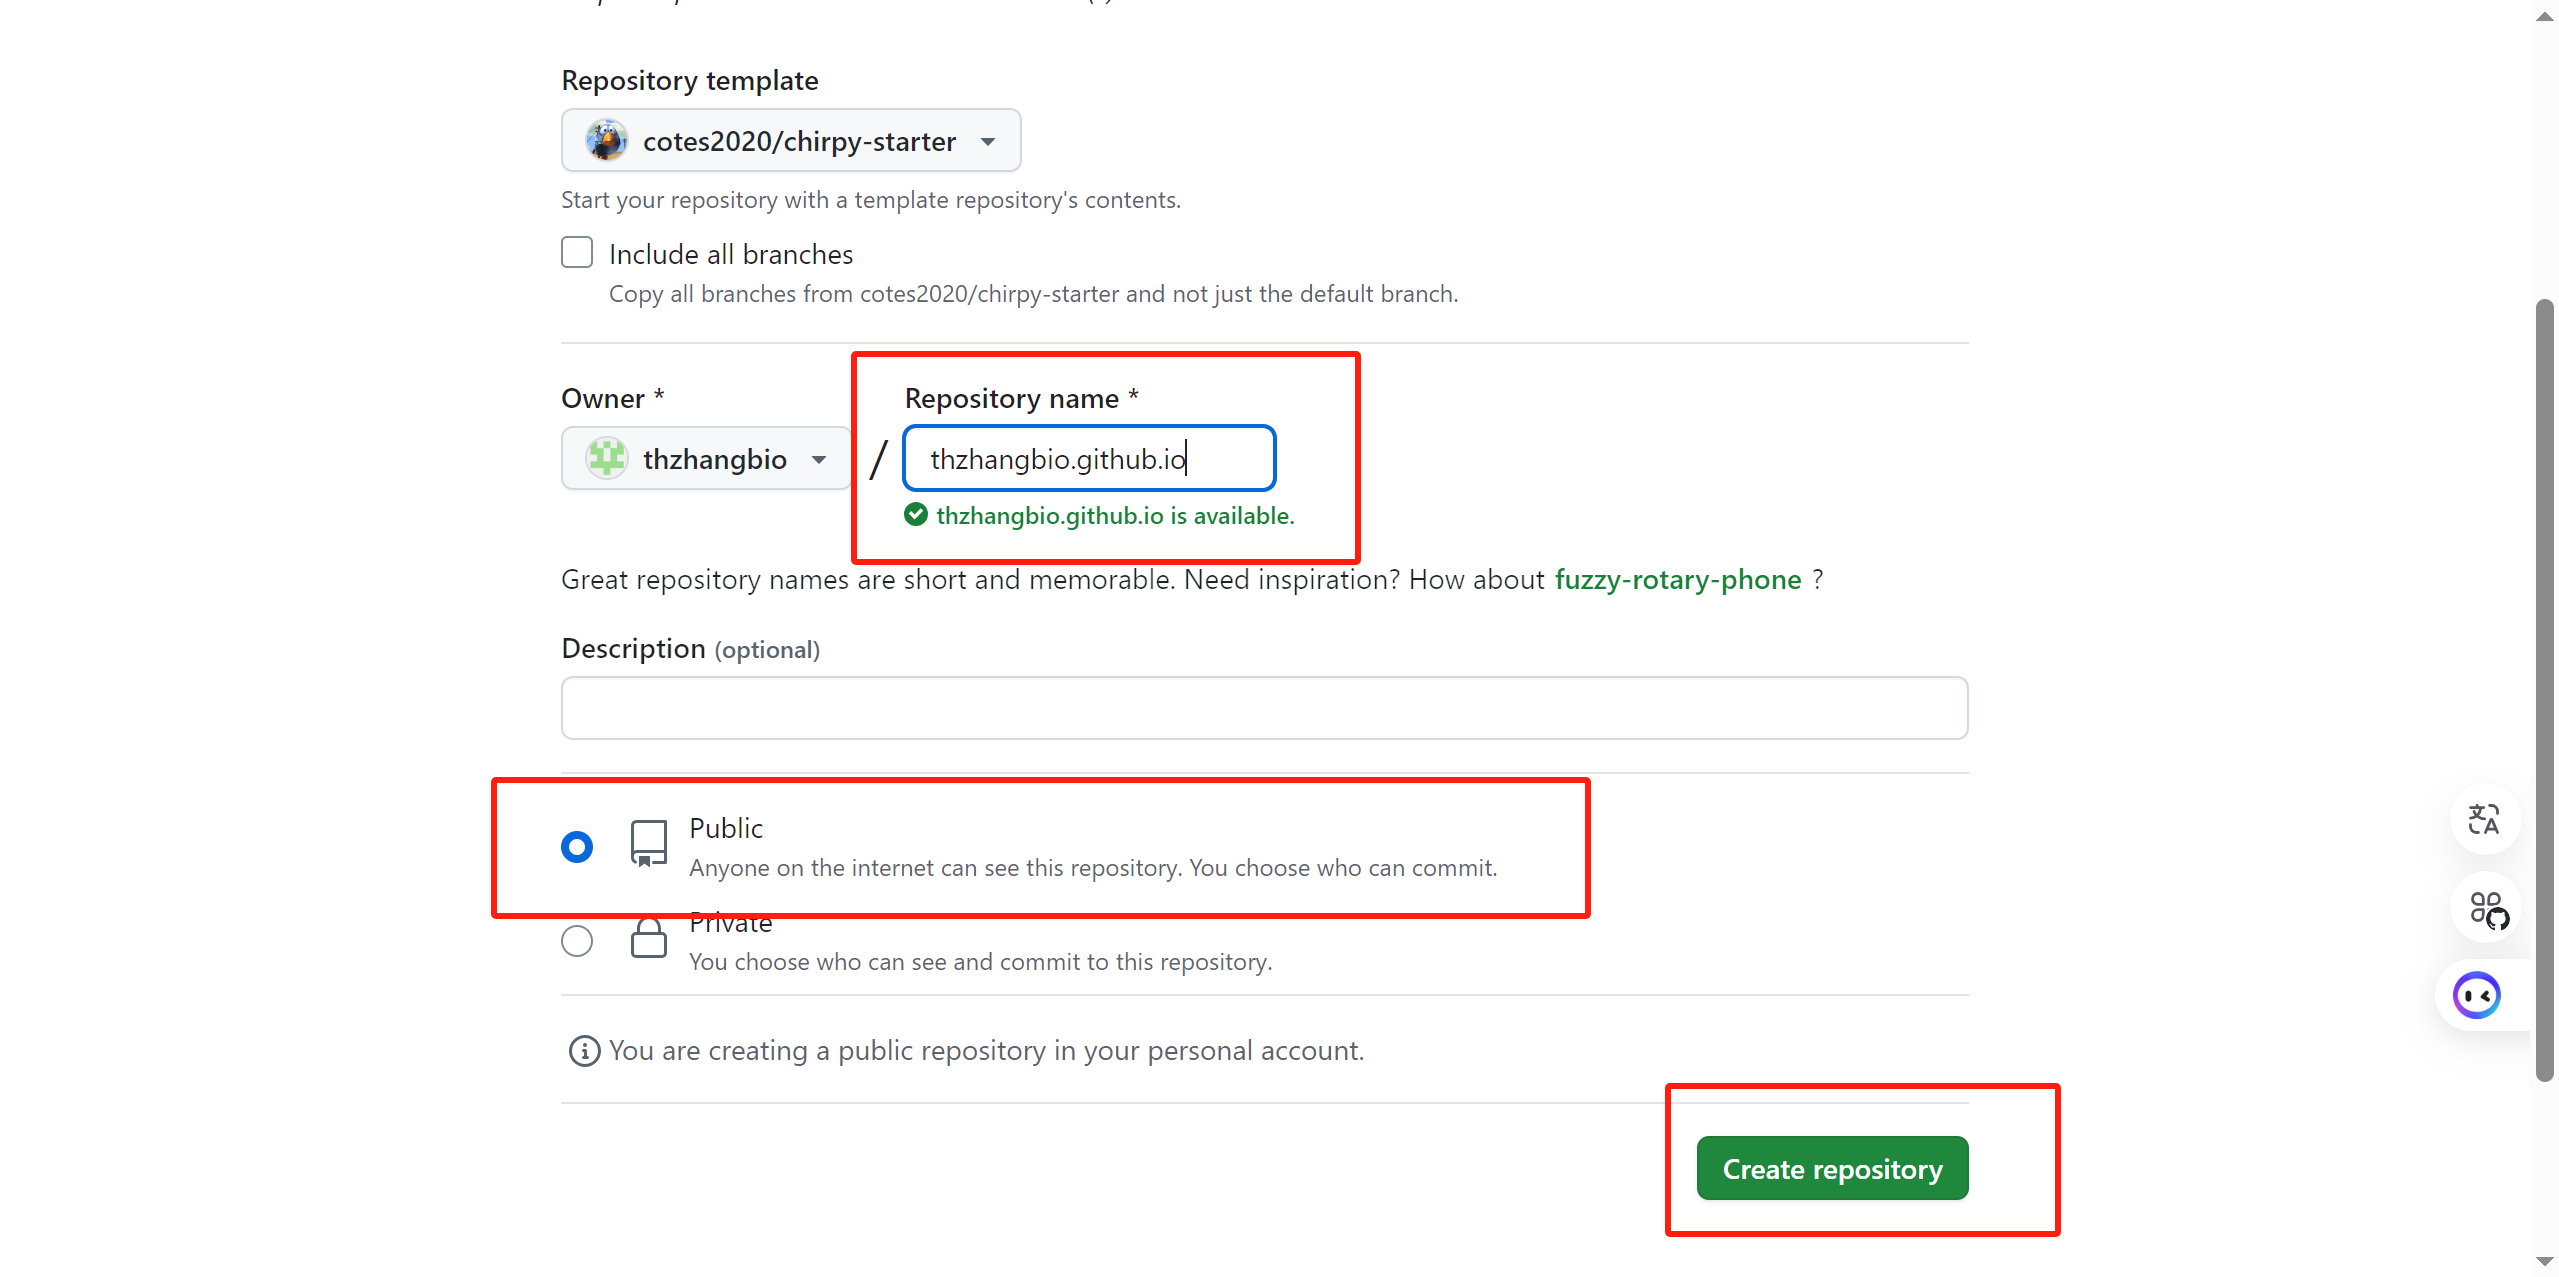 Repository template
cotes2020/chirpy-starter
Start your repository with a template repository's contents.
Include all branches
Copy all branches from cotes2020/chirpy-starter and not just the default branch.
Owner *
Repository name *
thzhangbio
/
thzhangbio.github.io
thzhangbio.github.io is available.
Great repository names are short and memorable. Need inspiration? How about fuzzy-rotary-phone ?
Description (optional)
Public
Anyone on the internet can see this repository. You choose who can commit.
Private
You choose who can see and commit to this repository.
You are creating a public repository in your personal account.
Create repository